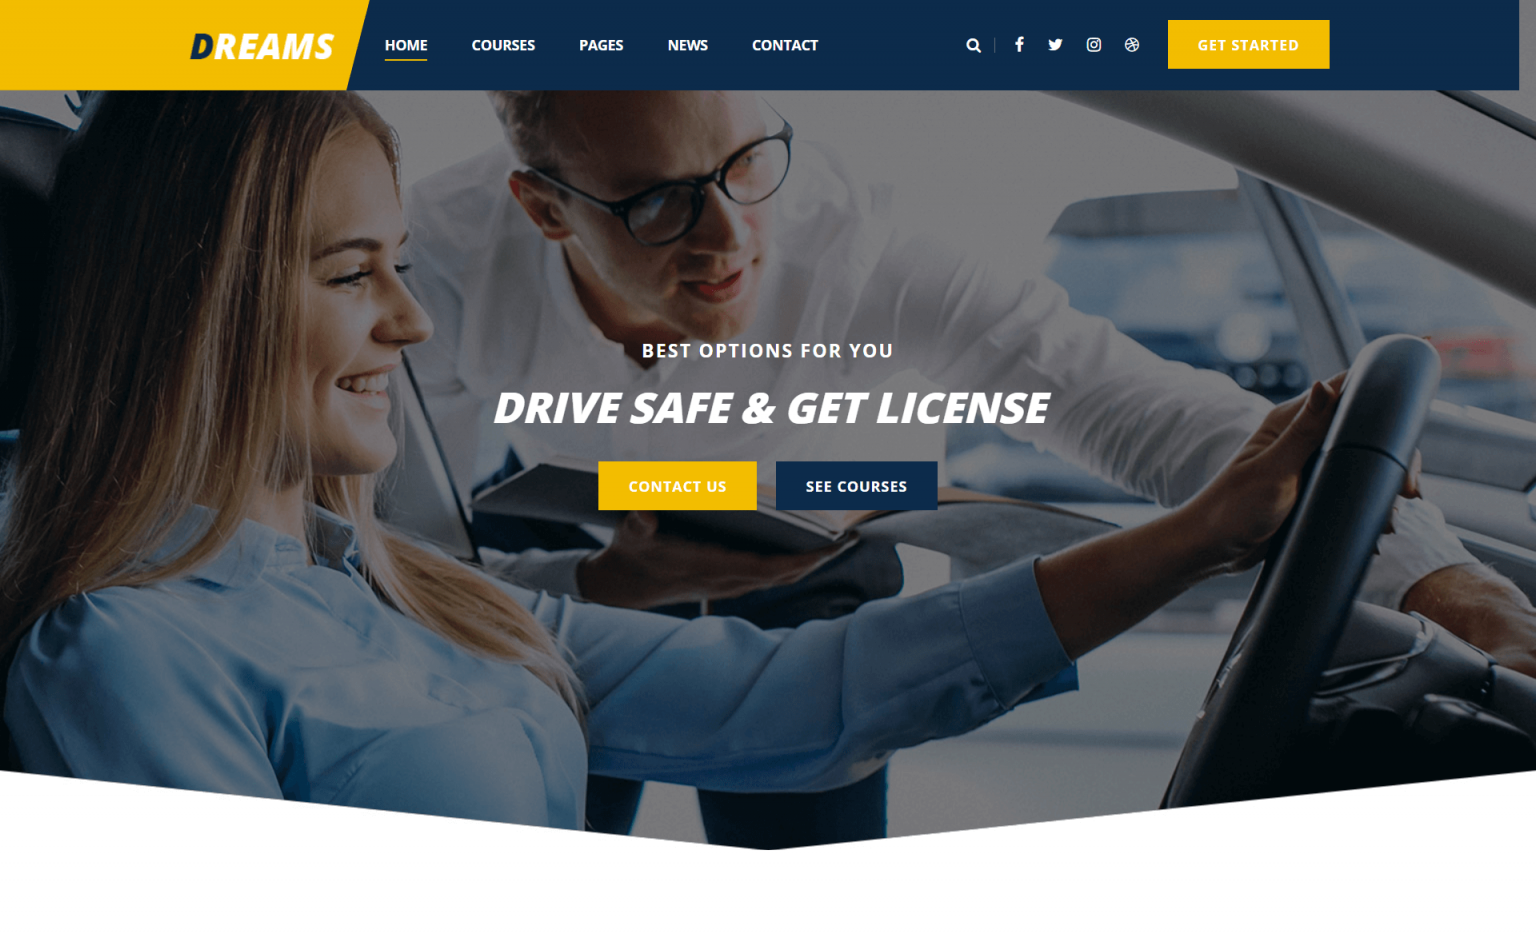 DREAMS
HOME COURSES PAGES NEWS CONTACT
GET STARTED
BEST OPTIONS FOR YOU
DRIVE SAFE & GET LICENSE
CONTACT US SEE COURSES